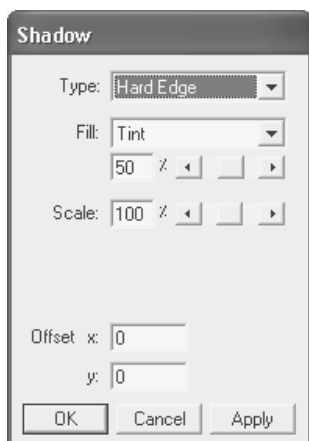 Shadow
Type: Hard Edge
Fill: Tint
50 %
Scale: 100 %
Offset x: 0
y: 0
OK Cancel Apply